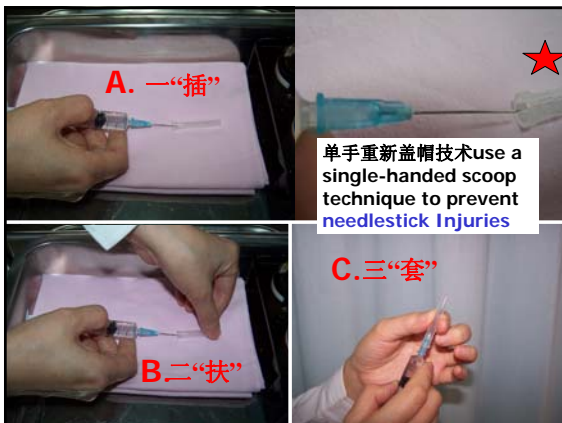 A. 一“插”
单手重新盖帽技术use a
single-handed scoop
technique to prevent
needlestick Injuries
B.二“扶”
C.三“套”